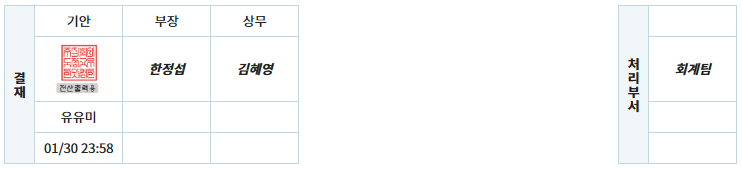 결재
기안 부장 상무
전산출력용
한정섭 김혜영
유유미
01/30 23:58
처리부서
회계팀